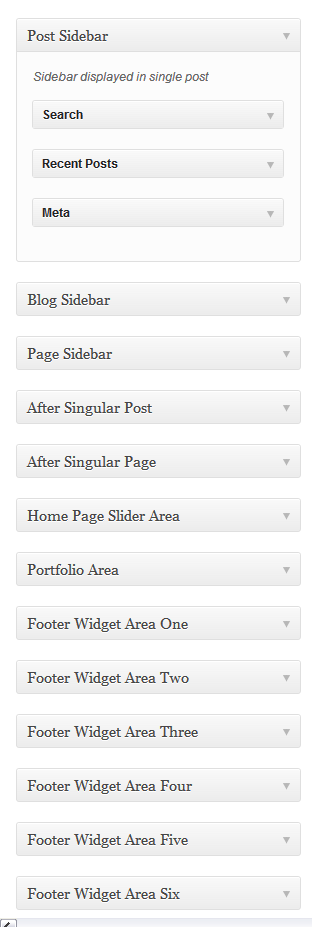 Post Sidebar
Sidebar displayed in single post
Search
Recent Posts
Meta
Blog Sidebar
Page Sidebar
After Singular Post
After Singular Page
Home Page Slider Area
Portfolio Area
Footer Widget Area One
Footer Widget Area Two
Footer Widget Area Three
Footer Widget Area Four
Footer Widget Area Five
Footer Widget Area Six